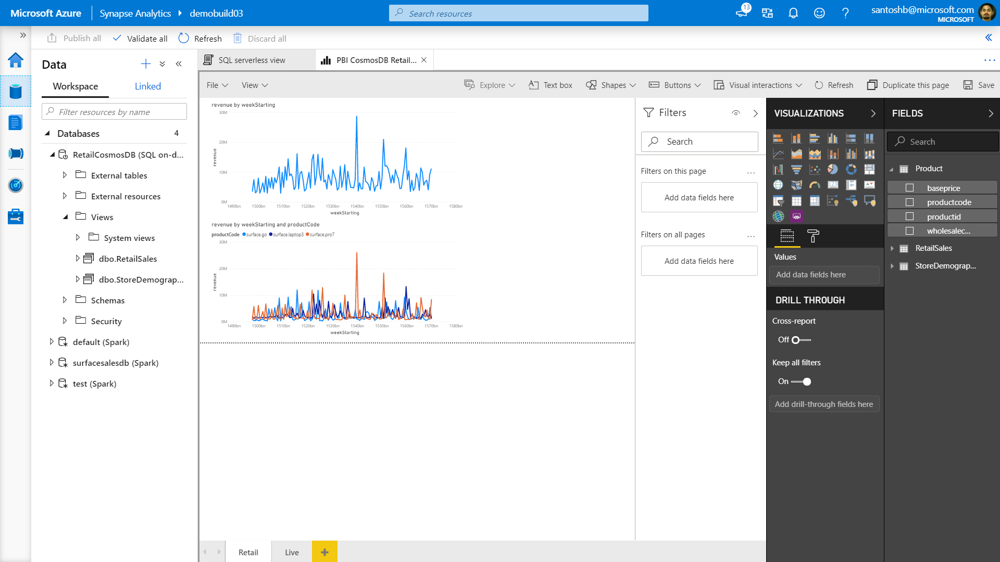 Microsoft Azure
Synapse Analytics
demobuild03
Search resources
13
santoshb@microsoft.com
MICROSOFT
Publish all
Validate all
Refresh
Discard all
Data
Workspace
Linked
Filter resources by name
Databases
4
RetailCosmosDB (SQL on-d...
External tables
External resources
Views
System views
dbo.RetailSales
dbo.StoreDemograp...
Schemas
Security
default (Spark)
surfacesalesdb (Spark)
test (Spark)
SQL serverless view
PBI CosmosDB Retail...
File
View
Explore
Text box
Shapes
Buttons
Visual interactions
Refresh
Duplicate this page
Save
revenue by weekStarting
30M
20M
10M
0M
revenue
1490bn 1500bn 1510bn 1520bn 1530bn 1540bn 1550bn 1560bn 1570bn 1580bn
weekStarting
revenue by weekStarting and productCode
productCode surface.go surface.laptop3 surface.pro7
30M
20M
10M
0M
revenue
1490bn 1500bn 1510bn 1520bn 1530bn 1540bn 1550bn 1560bn 1570bn 1580bn
weekStarting
Retail
Live
Filters
Search
Filters on this page
Add data fields here
Filters on all pages
Add data fields here
VISUALIZATIONS
123
Values
Add data fields here
DRILL THROUGH
Cross-report
Off
Keep all filters
On
Add drill-through fields here
FIELDS
Search
Product
baseprice
productcode
productid
wholesalec...
RetailSales
StoreDemograp...